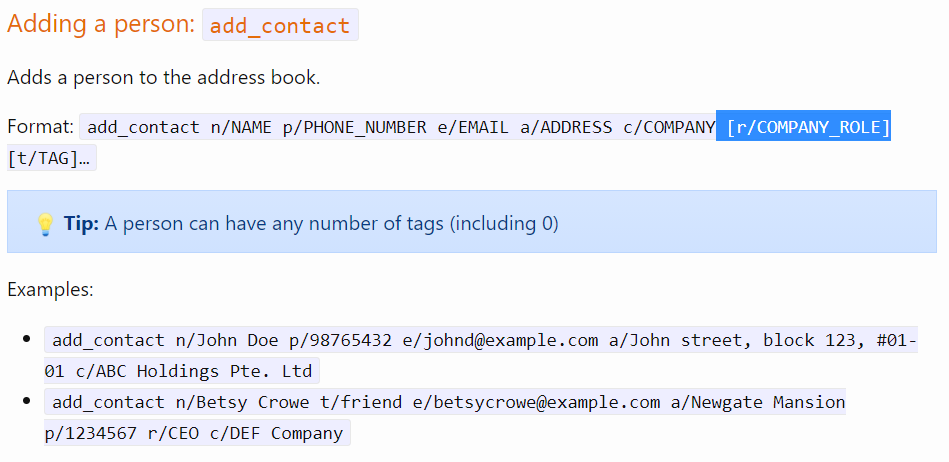 Adding a person: add_contact
Adds a person to the address book.
Format: add_contact n/NAME p/PHONE_NUMBER e/EMAIL a/ADDRESS c/COMPANY [r/COMPANY_ROLE]
[t/TAG]…
💡 Tip: A person can have any number of tags (including 0)
Examples:
• add_contact n/John Doe p/98765432 e/johnd@example.com a/John street, block 123, #01-
01 c/ABC Holdings Pte. Ltd
• add_contact n/Betsy Crowe t/friend e/betsycrowe@example.com a/Newgate Mansion
p/1234567 r/CEO c/DEF Company